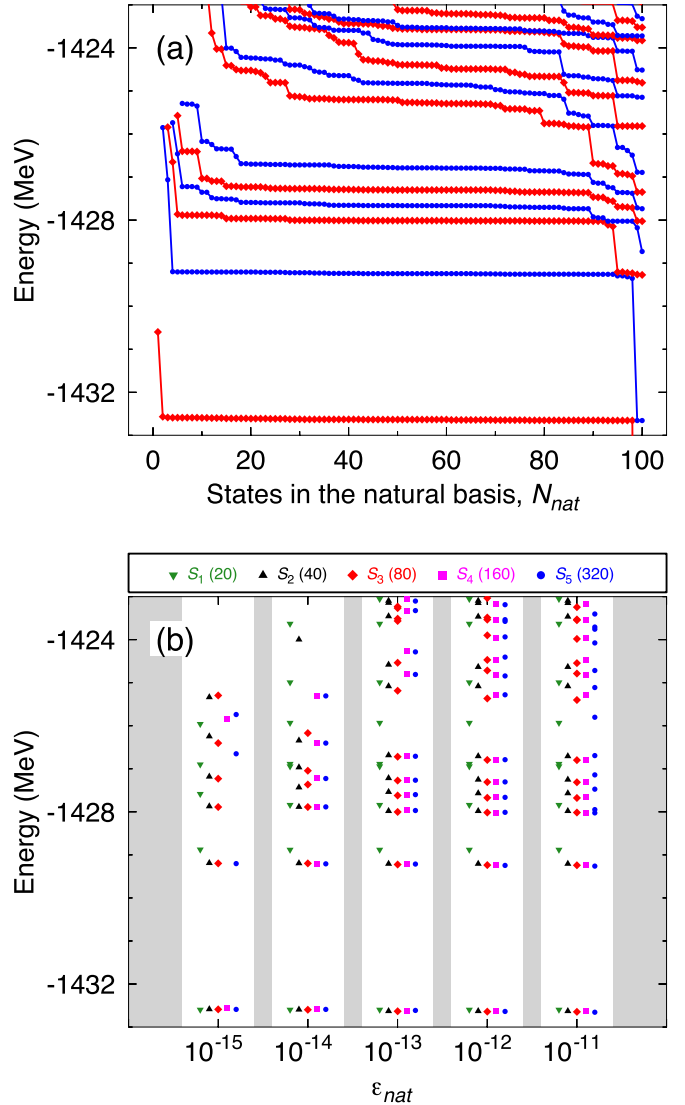 (a)
Energy (MeV)
-1424
-1428
-1432
0 20 40 60 80 100
States in the natural basis, N_nat
S_1 (20) S_2 (40) S_3 (80) S_4 (160) S_5 (320)
(b)
Energy (MeV)
-1424
-1428
-1432
10^-15 10^-14 10^-13 10^-12 10^-11
ε_nat